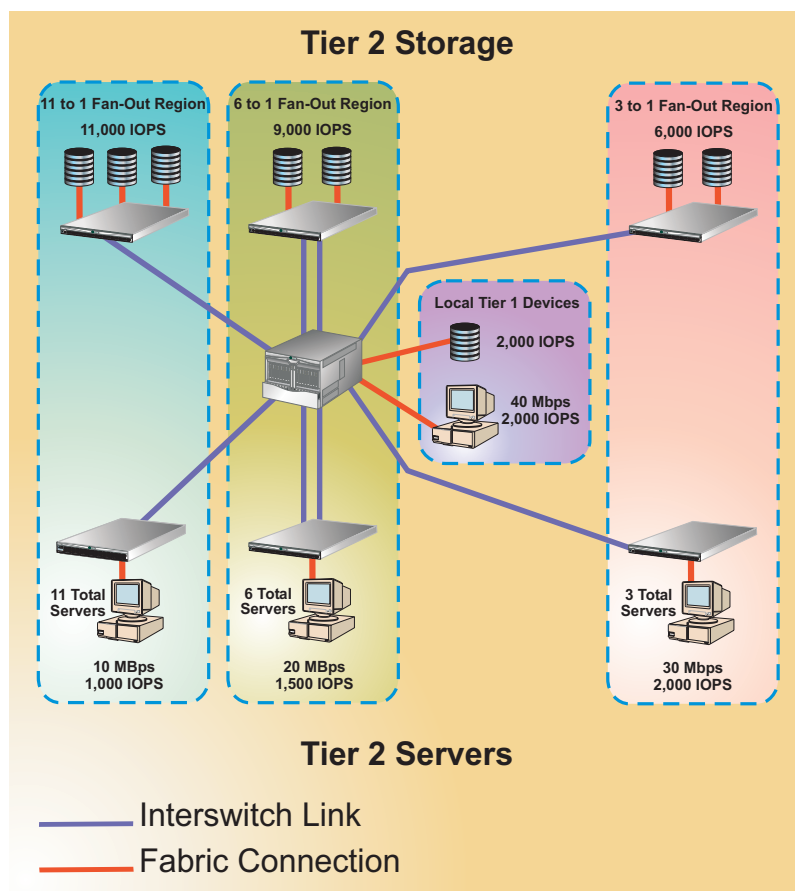 Tier 2 Storage
11 to 1 Fan-Out Region
11,000 IOPS
6 to 1 Fan-Out Region
9,000 IOPS
3 to 1 Fan-Out Region
6,000 IOPS
Local Tier 1 Devices
2,000 IOPS
40 Mbps
2,000 IOPS
11 Total
Servers
10 MBps
1,000 IOPS
6 Total
Servers
20 MBps
1,500 IOPS
3 Total
Servers
30 Mbps
2,000 IOPS
Tier 2 Servers
Interswitch Link
Fabric Connection